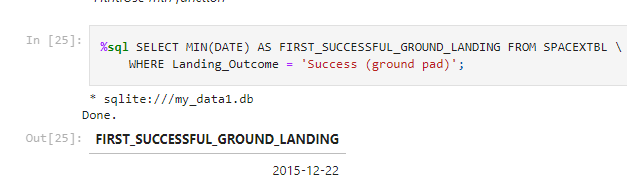 In [25]: %sql SELECT MIN(DATE) AS FIRST_SUCCESSFUL_GROUND_LANDING FROM SPACEXTBL \
WHERE Landing_Outcome = 'Success (ground pad)';
* sqlite:///my_data1.db
Done.
Out[25]: FIRST_SUCCESSFUL_GROUND_LANDING
2015-12-22